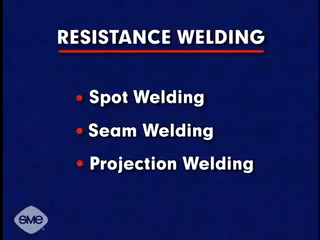 RESISTANCE WELDING
Spot Welding
Seam Welding
Projection Welding
sme